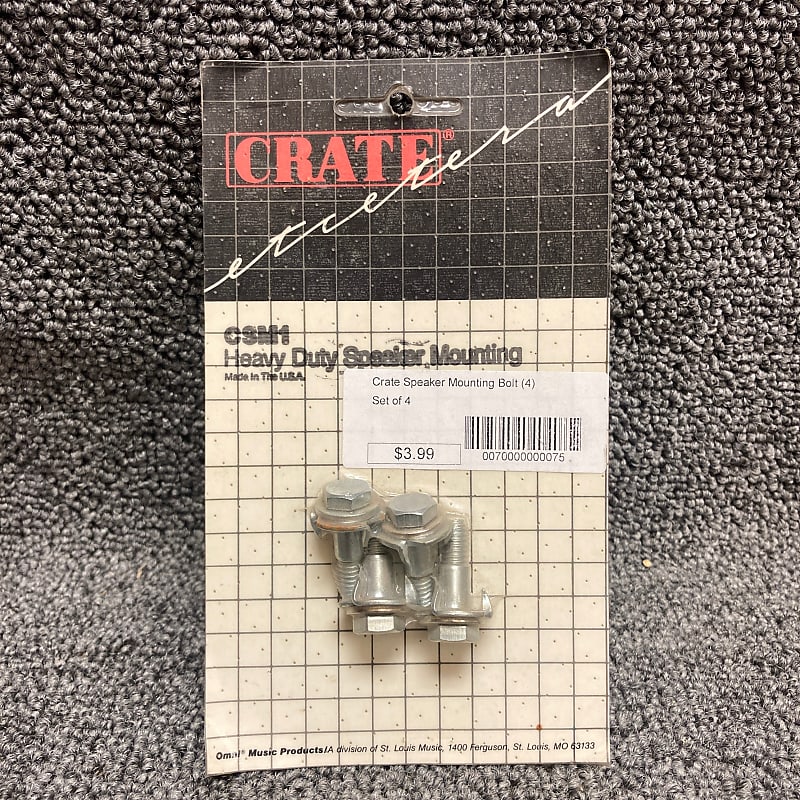 CRATE®
etcetera
CSM1
Heavy Duty Speaker Mounting
Made In The U.S.A.
Crate Speaker Mounting Bolt (4)
Set of 4
$3.99
0070000000075
Omni® Music Products/A division of St. Louis Music, 1400 Ferguson, St. Louis, MO 63133